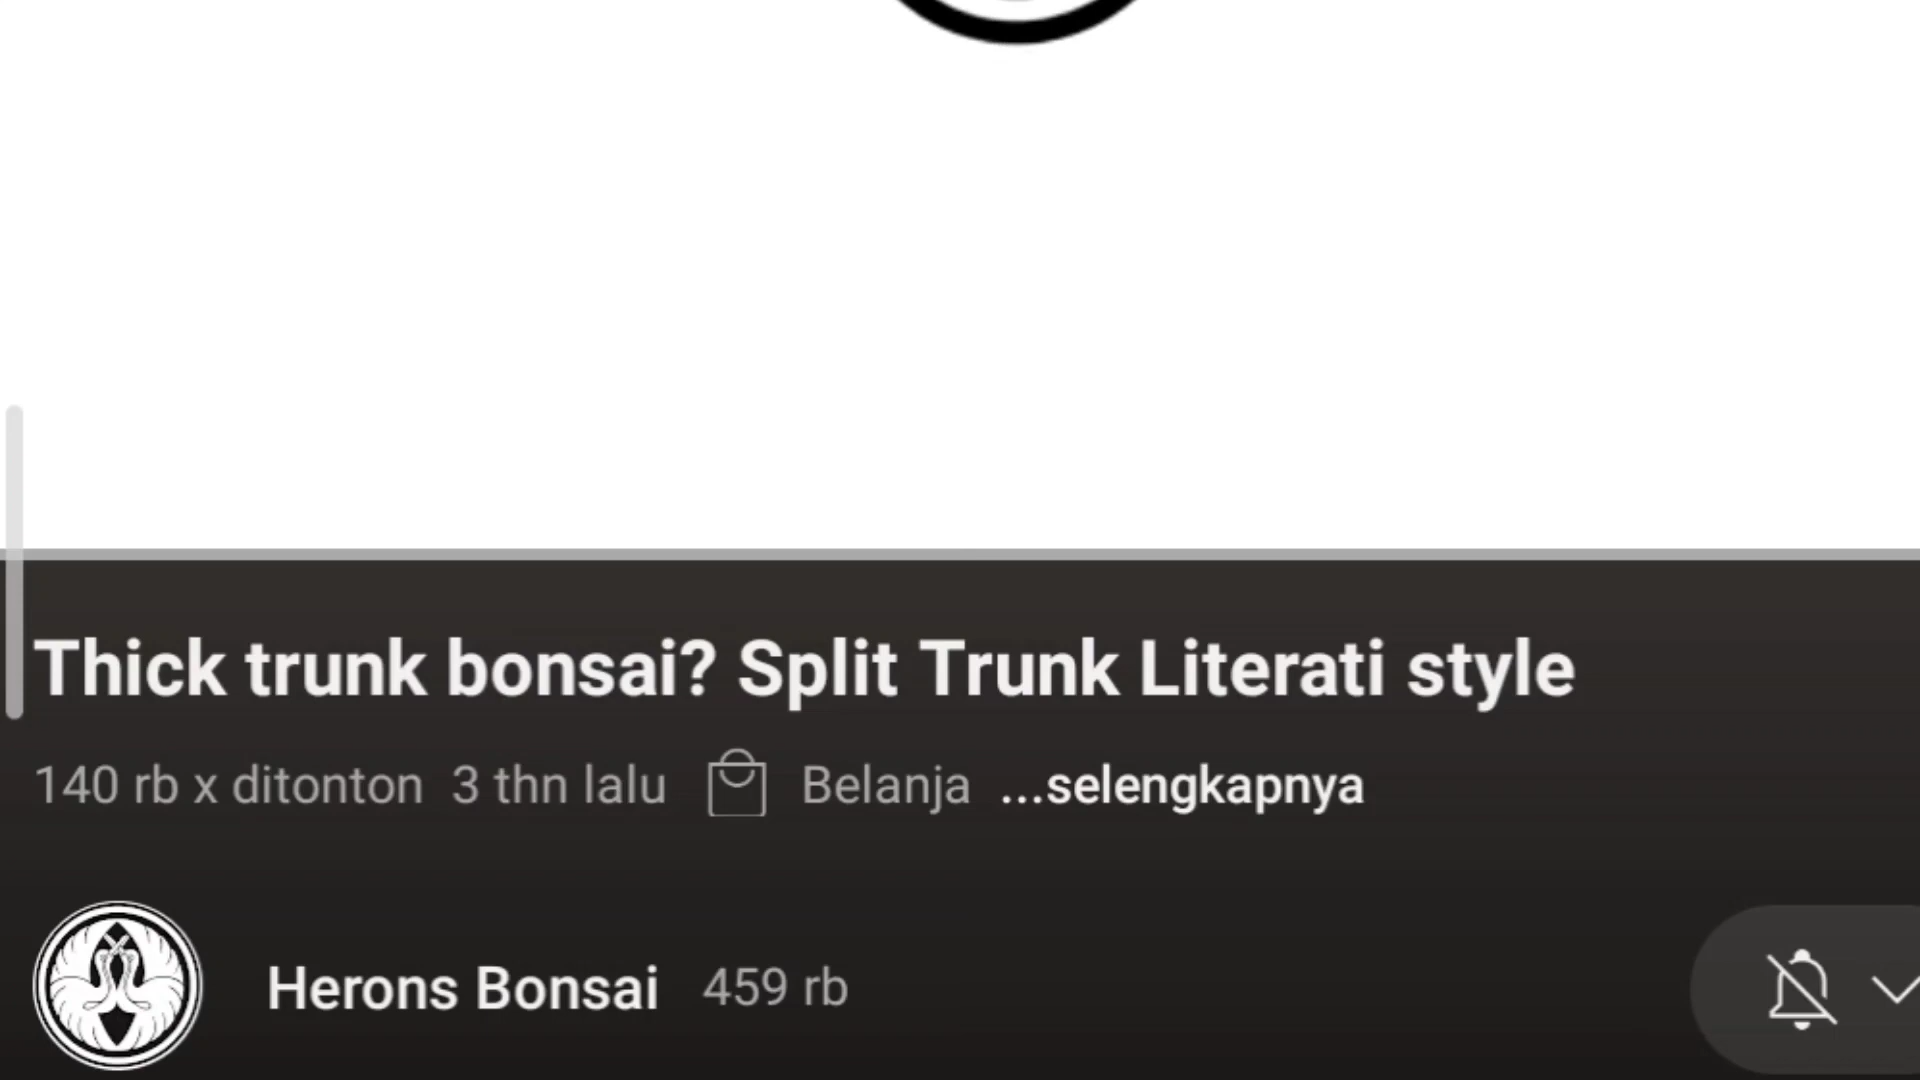 Thick trunk bonsai? Split Trunk Literati style
140 rb x ditonton 3 thn lalu Belanja ...selengkapnya
Herons Bonsai 459 rb